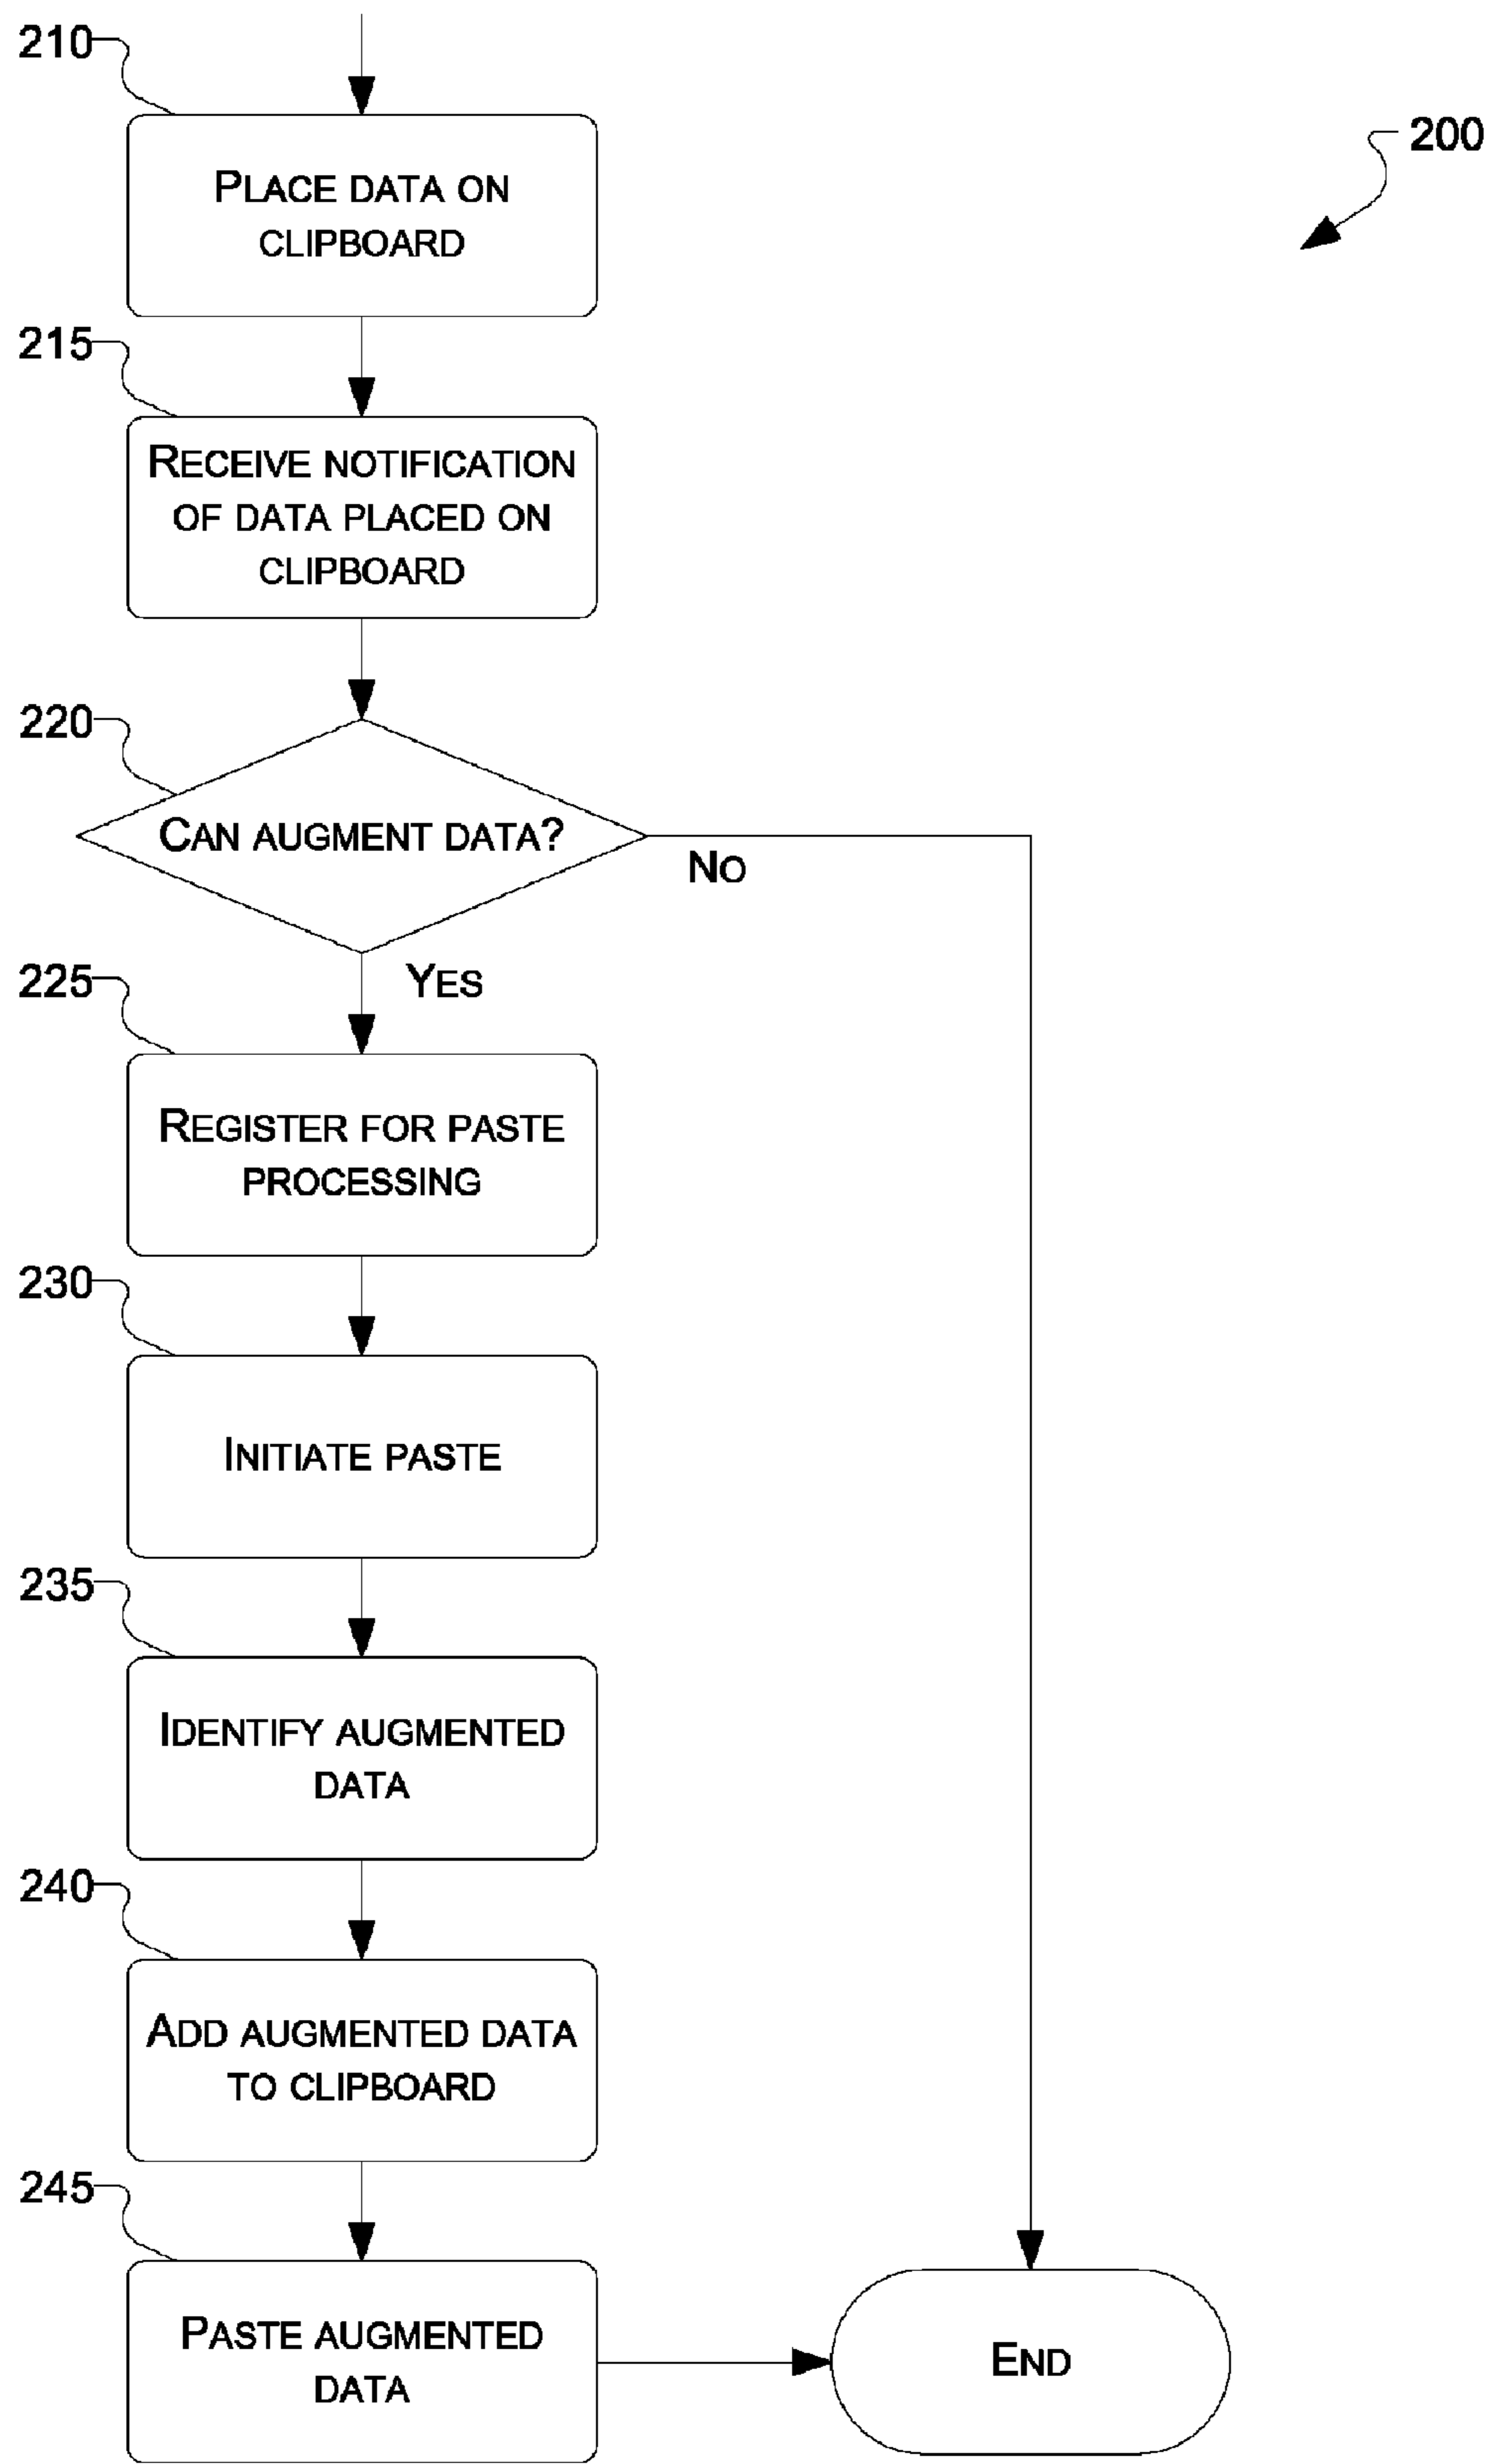 210
200
PLACE DATA ON
CLIPBOARD
215
RECEIVE NOTIFICATION
OF DATA PLACED ON
CLIPBOARD
220
CAN AUGMENT DATA?
NO
YES
225
REGISTER FOR PASTE
PROCESSING
230
INITIATE PASTE
235
IDENTIFY AUGMENTED
DATA
240
ADD AUGMENTED DATA
TO CLIPBOARD
245
PASTE AUGMENTED
DATA
END